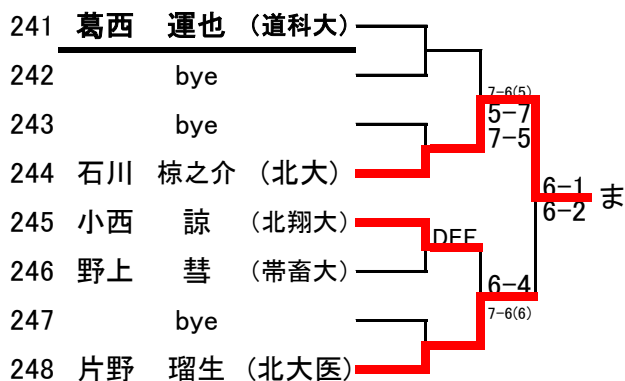 241 葛西 運也 (道科大)
242 bye
7-6(5)
243 bye
5-7
7-5
244 石川 椋之介 (北大)
6-1
6-2
ま
245 小西 諒 (北翔大)
DEF
246 野上 彗 (帯畜大)
6-4
7-6(6)
247 bye
248 片野 瑠生 (北大医)